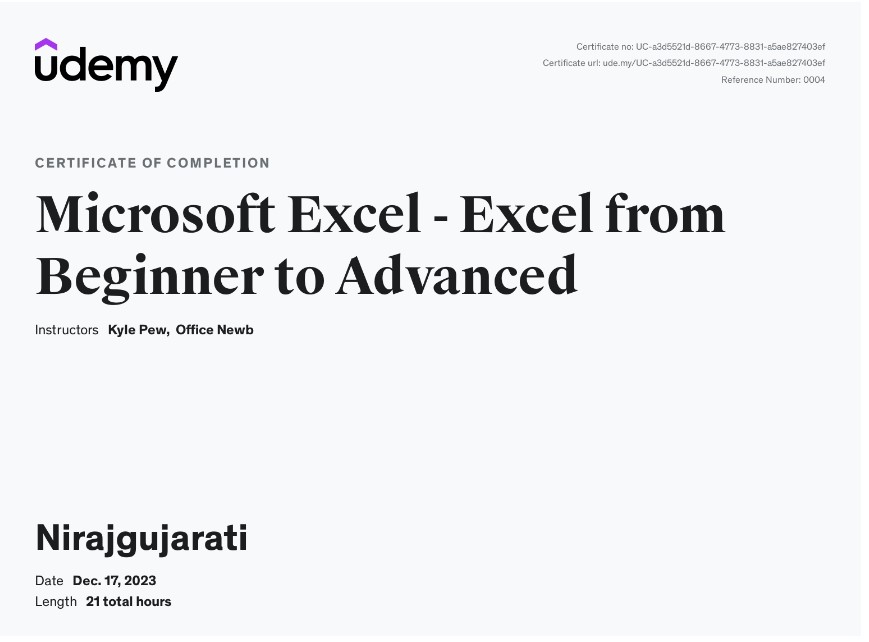 udemy
Certificate no: UC-a3d5521d-8667-4773-8831-a5ae827403ef
Certificate url: ude.my/UC-a3d5521d-8667-4773-8831-a5ae827403ef
Reference Number: 0004
CERTIFICATE OF COMPLETION
Microsoft Excel - Excel from
Beginner to Advanced
Instructors Kyle Pew, Office Newb
Nirajgujarati
Date Dec. 17, 2023
Length 21 total hours